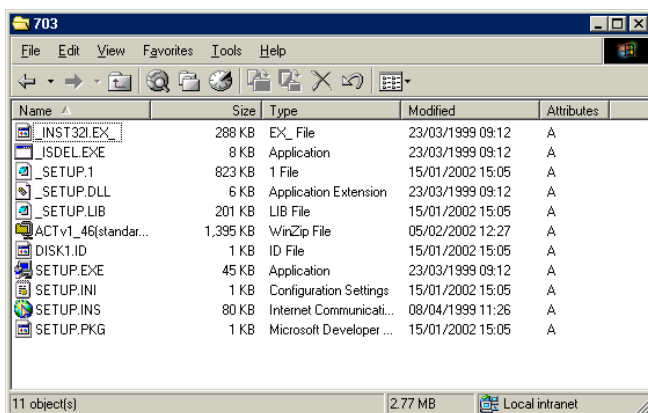 703
File Edit View Favorites Tools Help
Name Size Type Modified Attributes
_INST32I.EX_ 288 KB EX_ File 23/03/1999 09:12 A
_ISDEL.EXE 8 KB Application 23/03/1999 09:12 A
_SETUP.1 823 KB 1 File 15/01/2002 15:05 A
_SETUP.DLL 6 KB Application Extension 23/03/1999 09:12 A
_SETUP.LIB 201 KB LIB File 15/01/2002 15:05 A
ACTv1_46(standar... 1,395 KB WinZip File 05/02/2002 12:27 A
DISK1.ID 1 KB ID File 15/01/2002 15:05 A
SETUP.EXE 45 KB Application 23/03/1999 09:12 A
SETUP.INI 1 KB Configuration Settings 15/01/2002 15:05 A
SETUP.INS 80 KB Internet Communicati... 08/04/1999 11:26 A
SETUP.PKG 1 KB Microsoft Developer ... 15/01/2002 15:05 A
11 object(s) 2.77 MB Local intranet